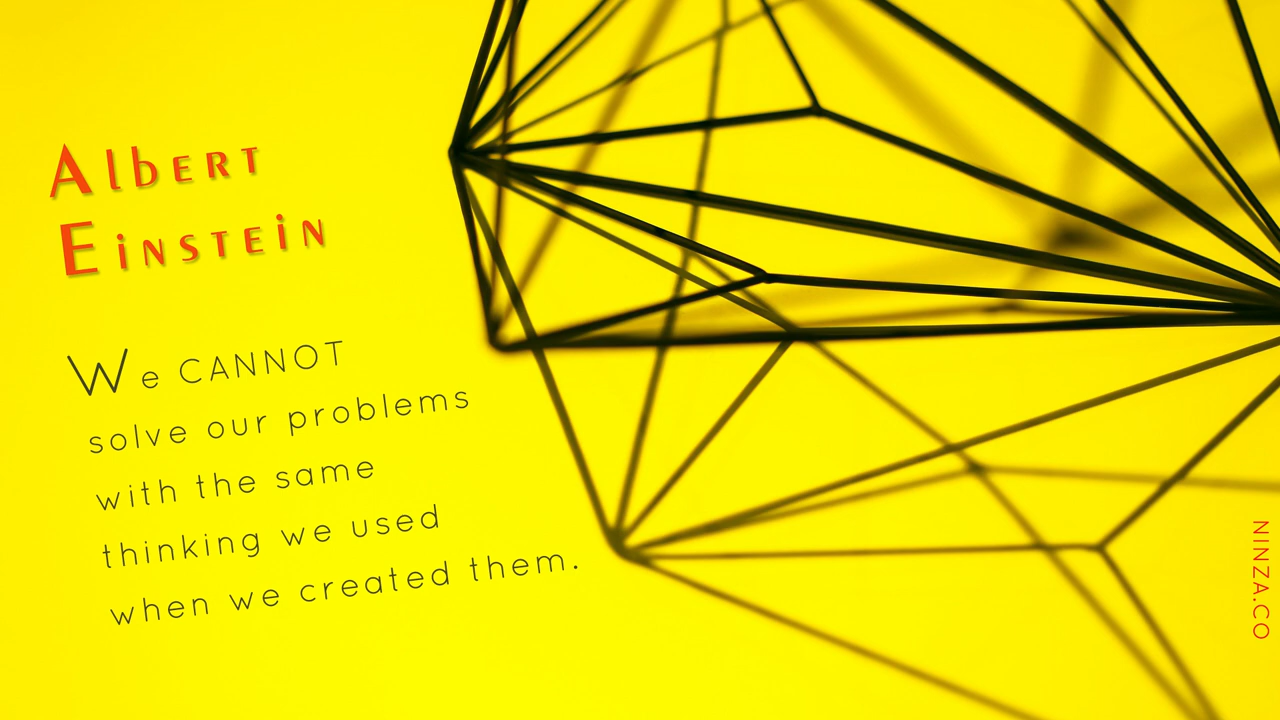 Albert
Einstein
We CANNOT
solve our problems
with the same
thinking we used
when we created them.
NINZA.CO